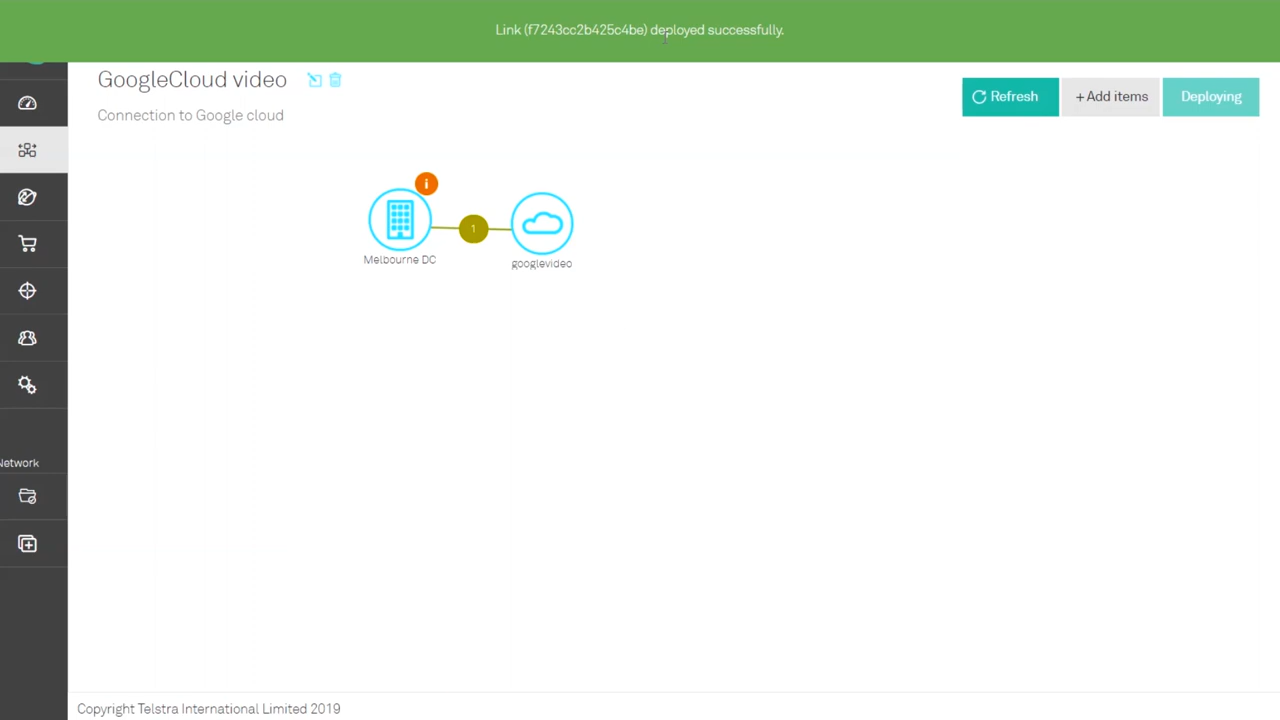 Link (f7243cc2b425c4be) deployed successfully.
GoogleCloud video
Connection to Google cloud
Refresh
+ Add items
Deploying
i
1
Melbourne DC
googlevideo
Network
Copyright Telstra International Limited 2019